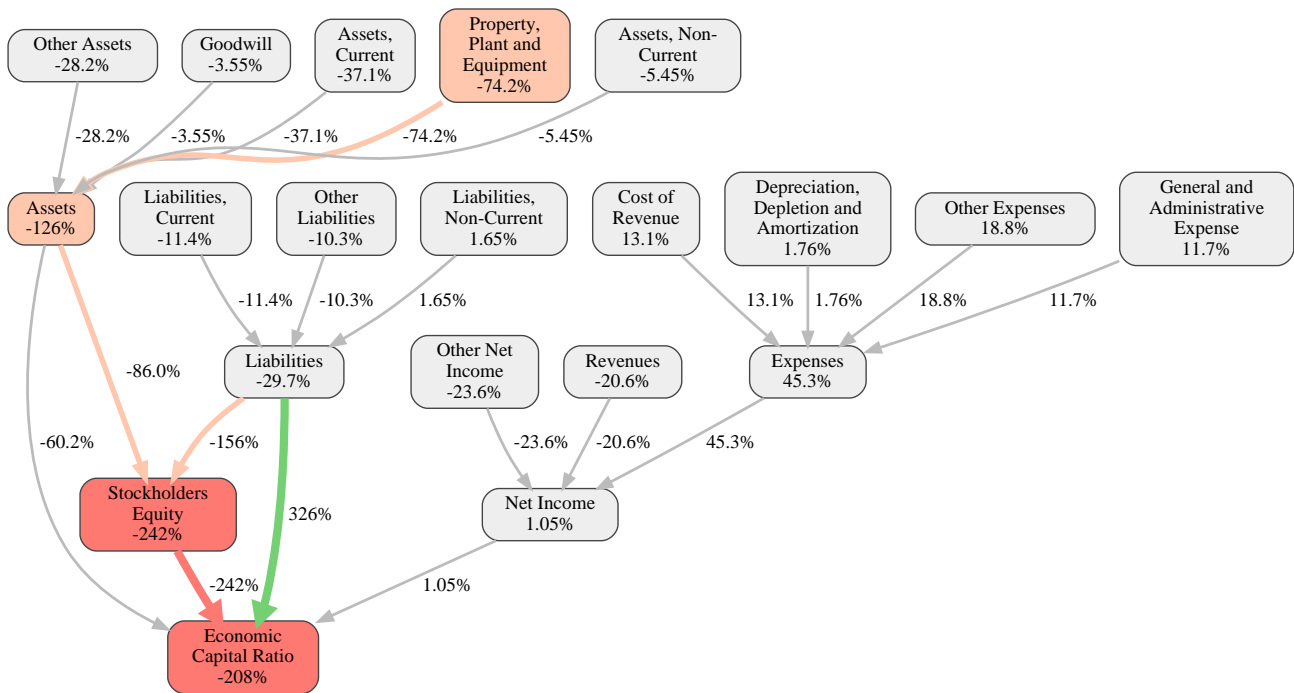 Other Assets
-28.2%
Goodwill
-3.55%
Assets,
Current
-37.1%
Property,
Plant and
Equipment
-74.2%
Assets, Non-
Current
-5.45%
-28.2%
-3.55%
-37.1%
-74.2%
-5.45%
Assets
-126%
Liabilities,
Current
-11.4%
Other
Liabilities
-10.3%
Liabilities,
Non-Current
1.65%
Cost of
Revenue
13.1%
Depreciation,
Depletion and
Amortization
1.76%
Other Expenses
18.8%
General and
Administrative
Expense
11.7%
-11.4%
-10.3%
1.65%
13.1%
1.76%
18.8%
11.7%
-86.0%
Liabilities
-29.7%
Other Net
Income
-23.6%
Revenues
-20.6%
Expenses
45.3%
-60.2%
-156%
-23.6%
-20.6%
45.3%
Stockholders
Equity
-242%
326%
Net Income
1.05%
-242%
1.05%
Economic
Capital Ratio
-208%